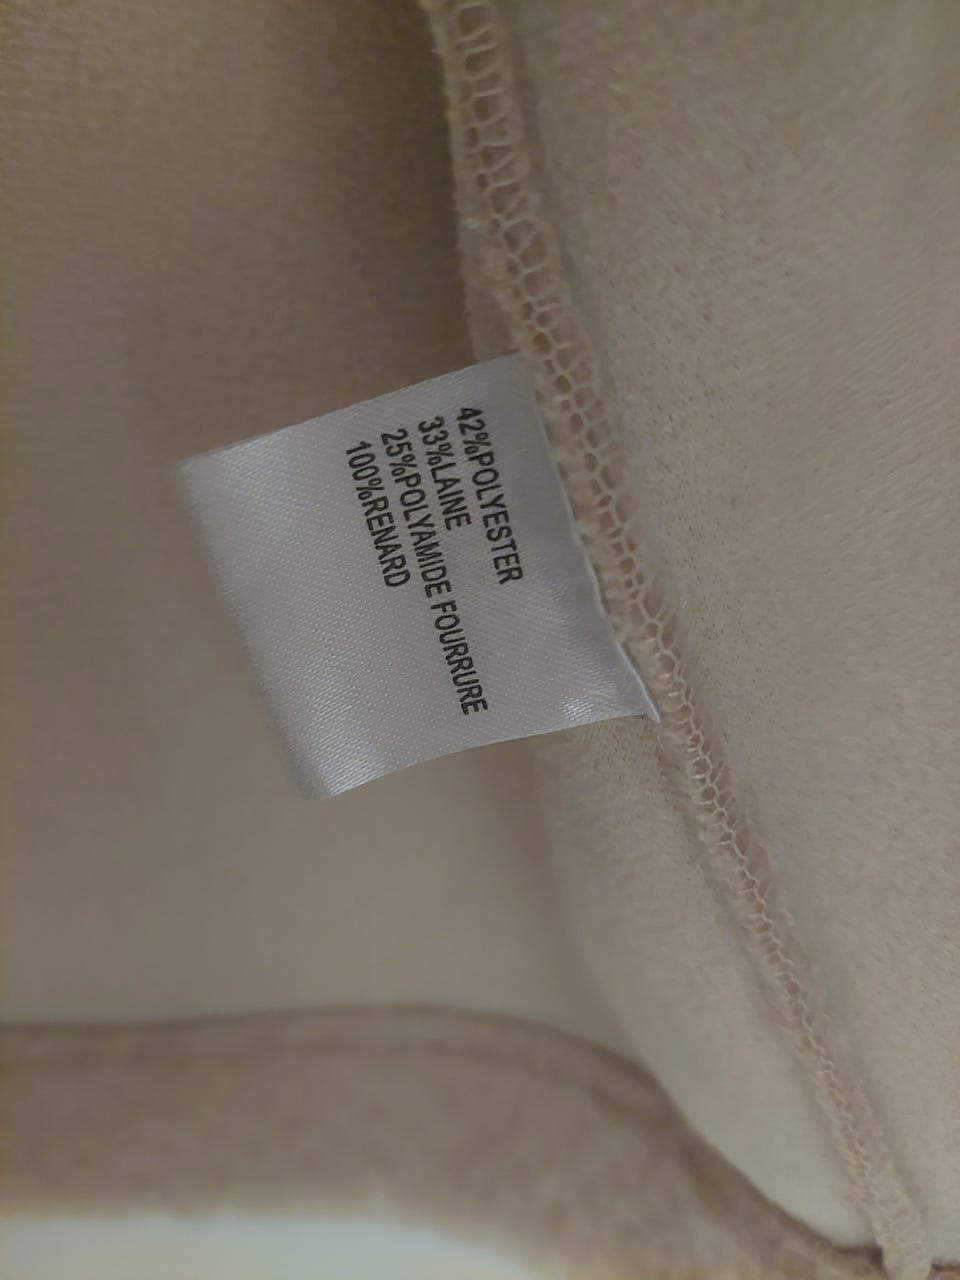 42%POLYESTER
33%LAINE
25%POLYAMIDE FOURRURE
100%RENARD